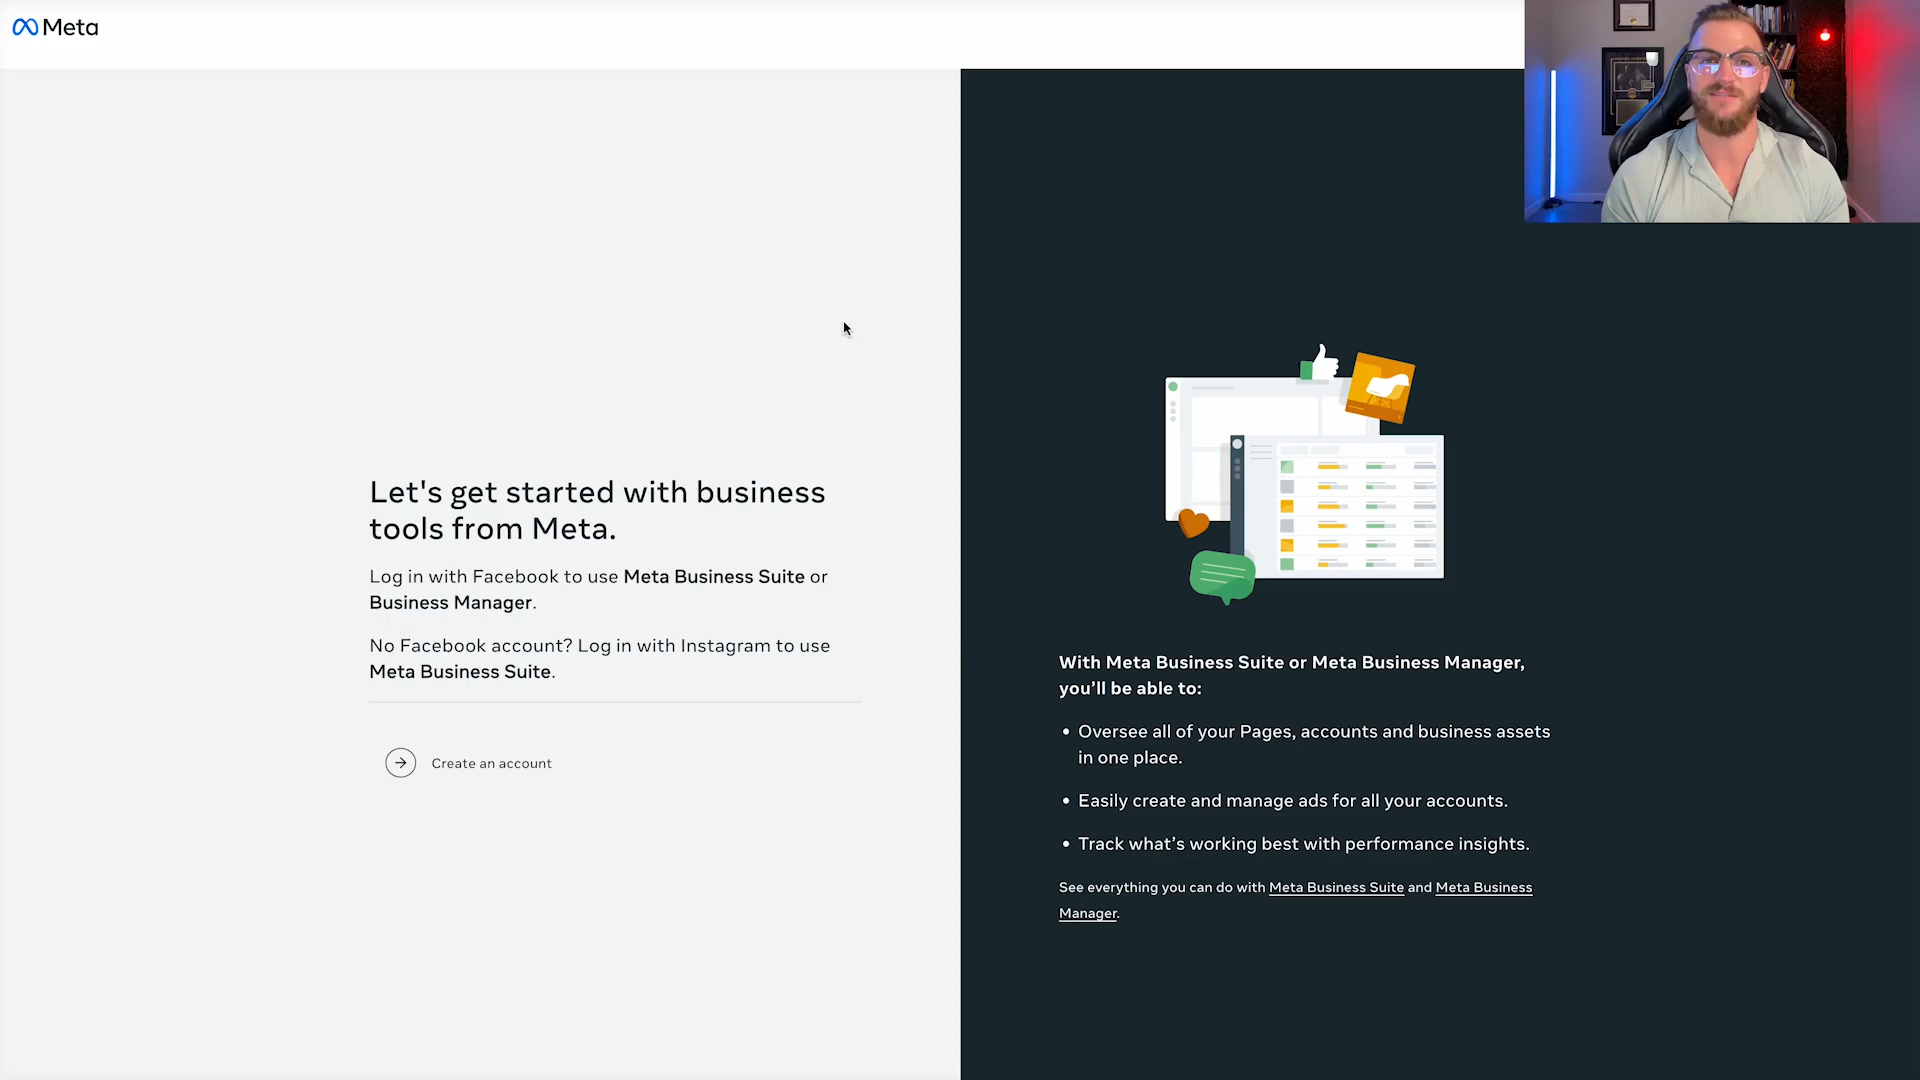 Meta
Let's get started with business
tools from Meta.
Log in with Facebook to use Meta Business Suite or
Business Manager.
No Facebook account? Log in with Instagram to use
Meta Business Suite.
Create an account
With Meta Business Suite or Meta Business Manager,
you’ll be able to:
• Oversee all of your Pages, accounts and business assets
in one place.
• Easily create and manage ads for all your accounts.
• Track what’s working best with performance insights.
See everything you can do with Meta Business Suite and Meta Business
Manager.